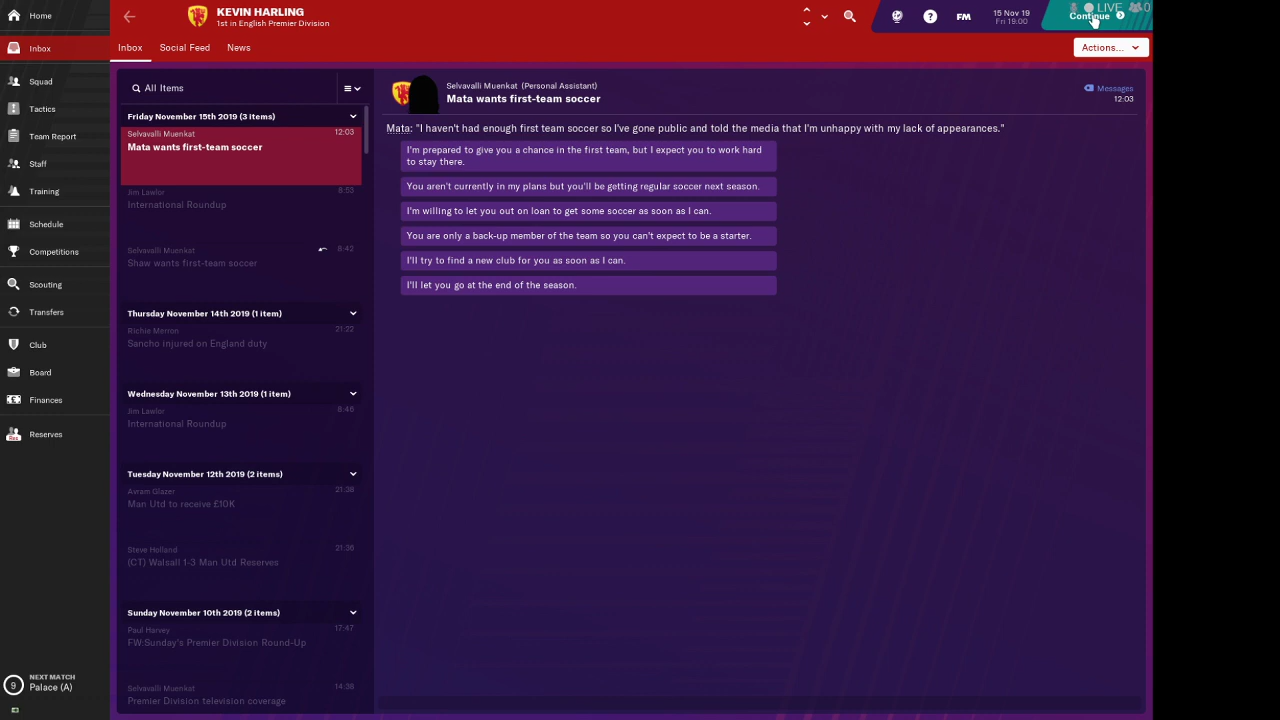 Home
Inbox
Squad
Tactics
Team Report
Staff
Training
Schedule
Competitions
Scouting
Transfers
Club
Board
Finances
Reserves
9
NEXT MATCH
Palace (A)
KEVIN HARLING
1st in English Premier Division
FM
15 Nov 19
Fri 19:00
Continue
LIVE 0
Inbox Social Feed News
Actions...
All Items
Friday November 15th 2019 (3 items)
Selvavalli Muenkat 12:03
Mata wants first-team soccer
Jim Lawlor 8:53
International Roundup
Selvavalli Muenkat 8:42
Shaw wants first-team soccer
Thursday November 14th 2019 (1 item)
Richie Merron 21:22
Sancho injured on England duty
Wednesday November 13th 2019 (1 item)
Jim Lawlor 8:46
International Roundup
Tuesday November 12th 2019 (2 items)
Avram Glazer 21:38
Man Utd to receive £10K
Steve Holland 21:36
(CT) Walsall 1-3 Man Utd Reserves
Sunday November 10th 2019 (2 items)
Paul Harvey 17:47
FW:Sunday's Premier Division Round-Up
Selvavalli Muenkat 14:38
Premier Division television coverage
Selvavalli Muenkat (Personal Assistant)
Mata wants first-team soccer
Messages
12:03
Mata: "I haven't had enough first team soccer so I've gone public and told the media that I'm unhappy with my lack of appearances."
I'm prepared to give you a chance in the first team, but I expect you to work hard
to stay there.
You aren't currently in my plans but you'll be getting regular soccer next season.
I'm willing to let you out on loan to get some soccer as soon as I can.
You are only a back-up member of the team so you can't expect to be a starter.
I'll try to find a new club for you as soon as I can.
I'll let you go at the end of the season.